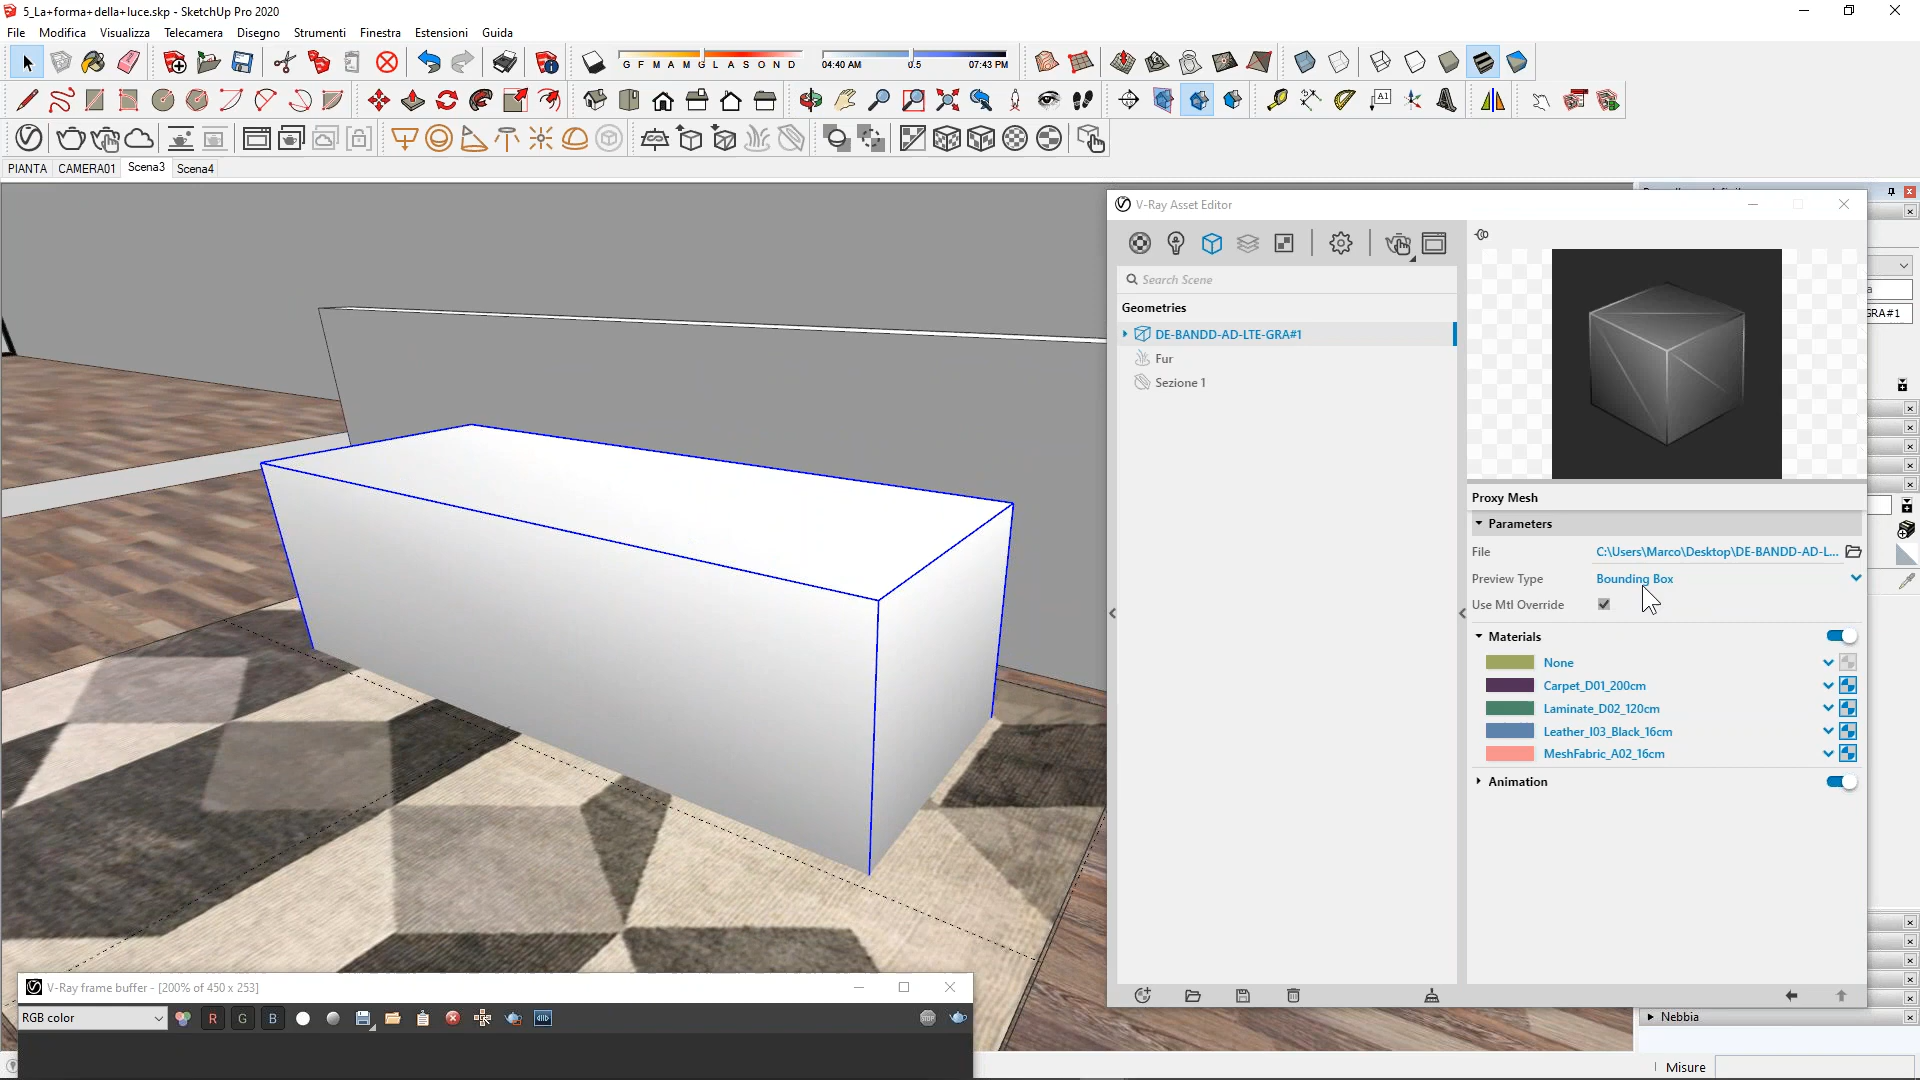 5_La+forma+della+luce.skp - SketchUp Pro 2020
File Modifica Visualizza Telecamera Disegno Strumenti Finestra Estensioni Guida
G F M A M G L A S O N D
04:40 AM 0.5 07:43 PM
PIANTA CAMERA01 Scena3 Scena4
V-Ray Asset Editor
Search Scene
Geometries
DE-BANDD-AD-LTE-GRA#1
Fur
Sezione 1
Proxy Mesh
Parameters
File C:\Users\Marco\Desktop\DE-BANDD-AD-L...
Preview Type Bounding Box
Use Mtl Override
Materials
None
Carpet_D01_200cm
Laminate_D02_120cm
Leather_I03_Black_16cm
MeshFabric_A02_16cm
Animation
a
GRA#1
V-Ray frame buffer - [200% of 450 x 253]
RGB color R G B
Nebbia
Misure